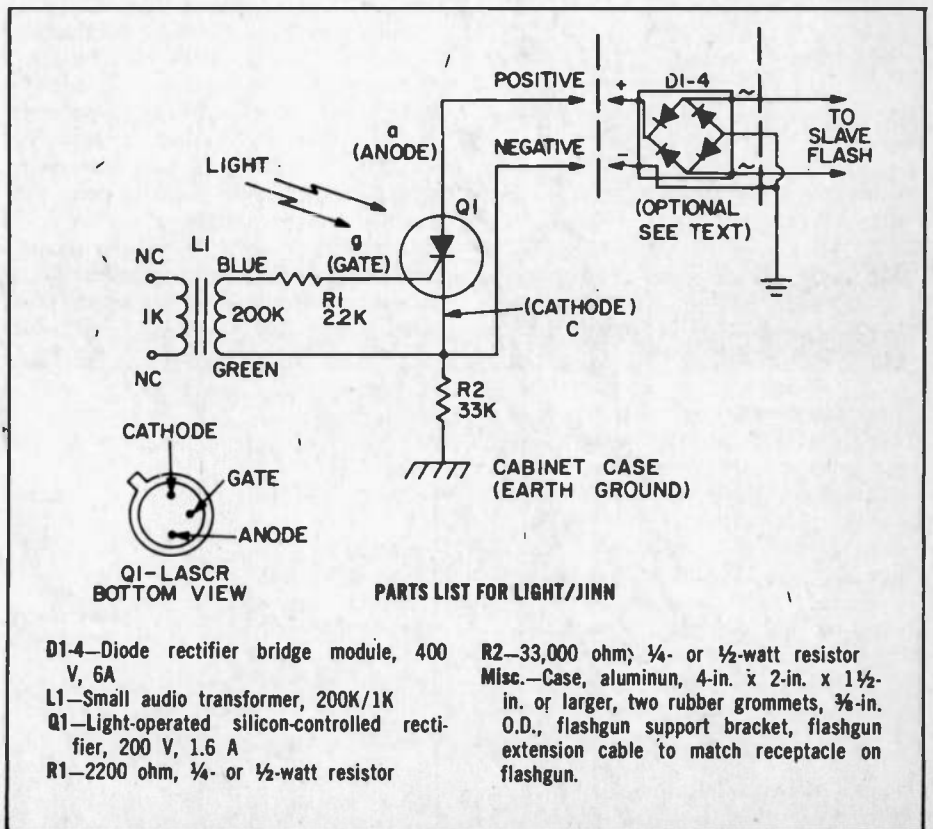 POSITIVE
+ D1-4 ~
a
(ANODE)
NEGATIVE
- ~
TO
SLAVE
FLASH
LIGHT
Q1
(OPTIONAL
SEE TEXT)
g
(GATE)
NC
L1
BLUE
1K
200K
R1
22K
(CATHODE)
C
NC
GREEN
R2
33K
CATHODE
GATE
ANODE
CABINET CASE
(EARTH GROUND)
Q1-LASCR
BOTTOM VIEW
PARTS LIST FOR LIGHT/JINN
D1-4—Diode rectifier bridge module, 400
V, 6A
L1—Small audio transformer, 200K/1K
Q1—Light-operated silicon-controlled recti-
fier, 200 V, 1.6 A
R1—2200 ohm, ¼- or ½-watt resistor
R2—33,000 ohm; ¼- or ½-watt resistor
Misc.—Case, aluminun, 4-in. x 2-in. x 1½-
in. or larger, two rubber grommets, ⅜-in.
O.D., flashgun support bracket, flashgun
extension cable to match receptacle on
flashgun.